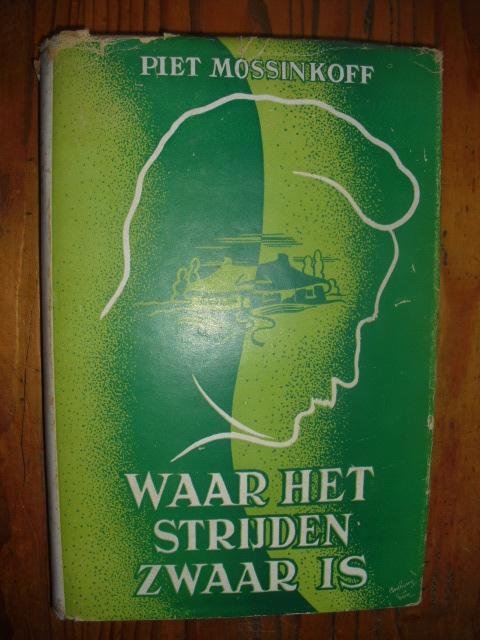 PIET MOSSINKOFF
WAAR HET
STRIJDEN
ZWAAR IS